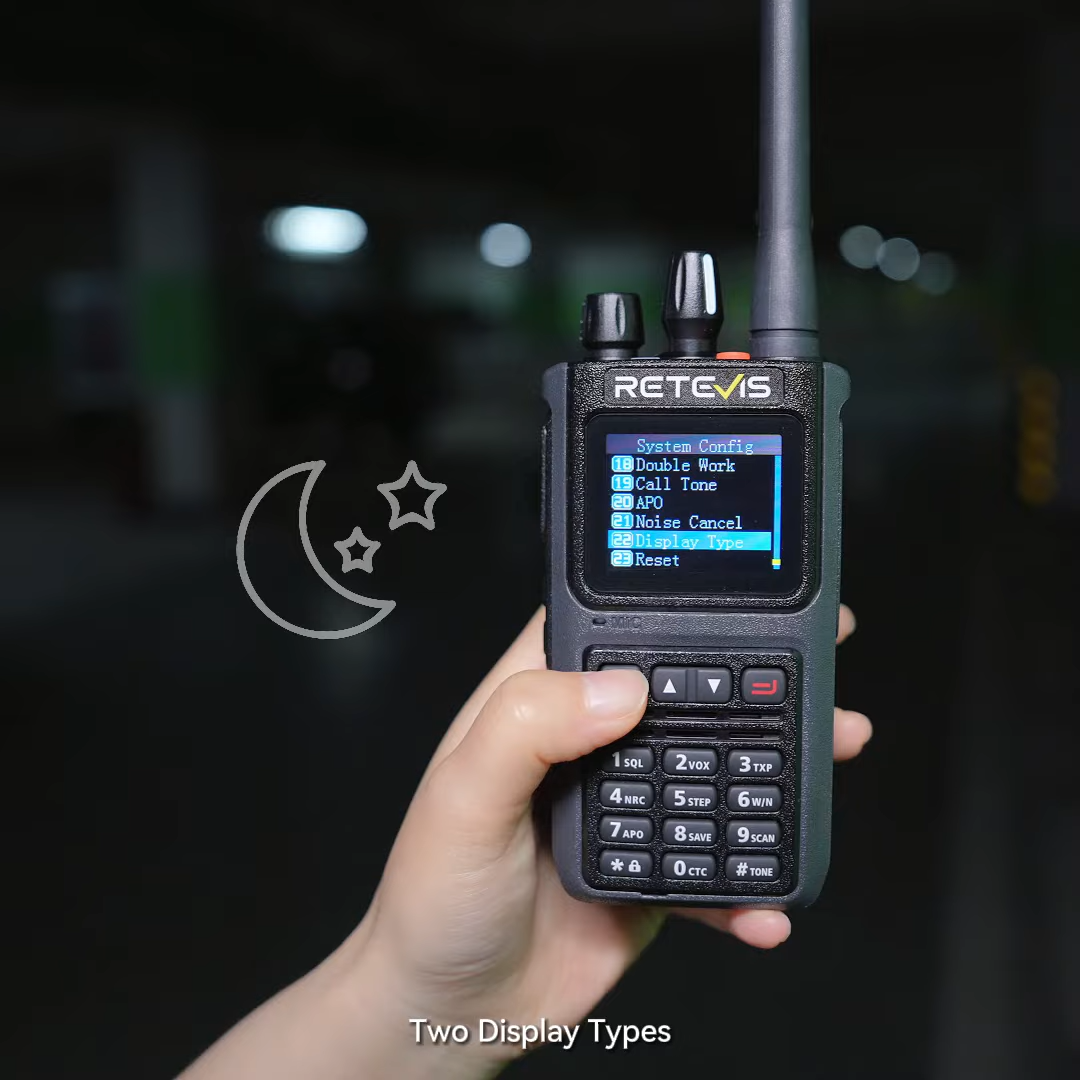 RETEVIS
System Config
18 Double Work
19 Call Tone
20 APO
21 Noise Cancel
22 Display Type
23 Reset
MIC
1 SQL 2 VOX 3 TXP
4 NRC 5 STEP 6 W/N
7 APO 8 SAVE 9 SCAN
* 0 CTC # TONE
Two Display Types